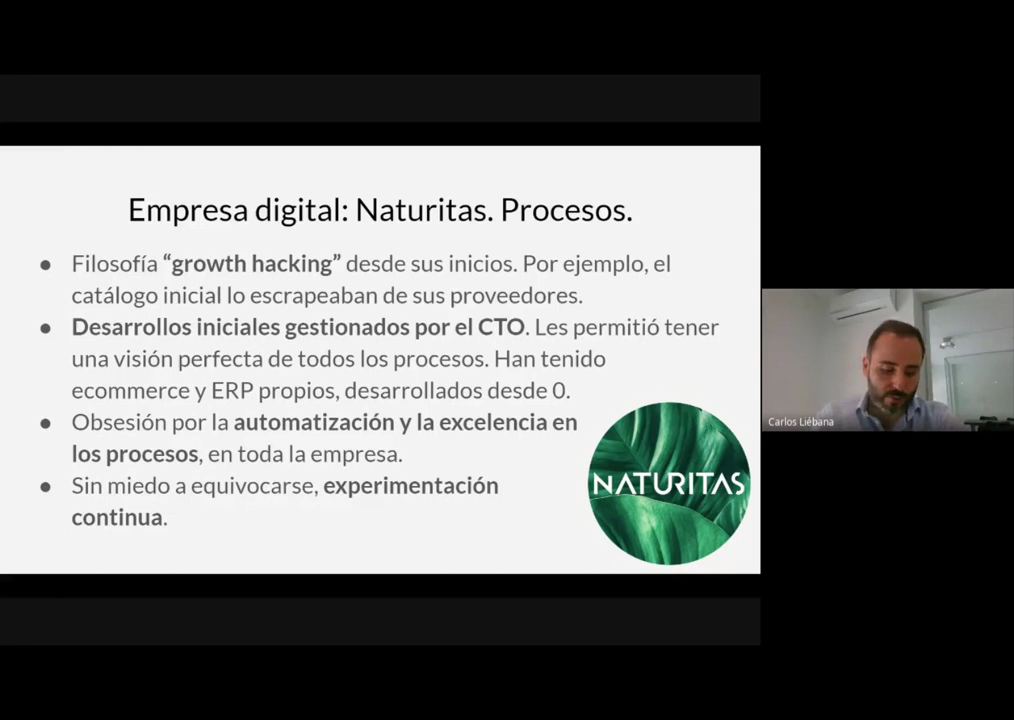 Empresa digital: Naturitas. Procesos.
● Filosofía “growth hacking” desde sus inicios. Por ejemplo, el
catálogo inicial lo escrapeaban de sus proveedores.
● Desarrollos iniciales gestionados por el CTO. Les permitió tener
una visión perfecta de todos los procesos. Han tenido
ecommerce y ERP propios, desarrollados desde 0.
● Obsesión por la automatización y la excelencia en
los procesos, en toda la empresa.
● Sin miedo a equivocarse, experimentación
continua.
NATURITAS
Carlos Liébana